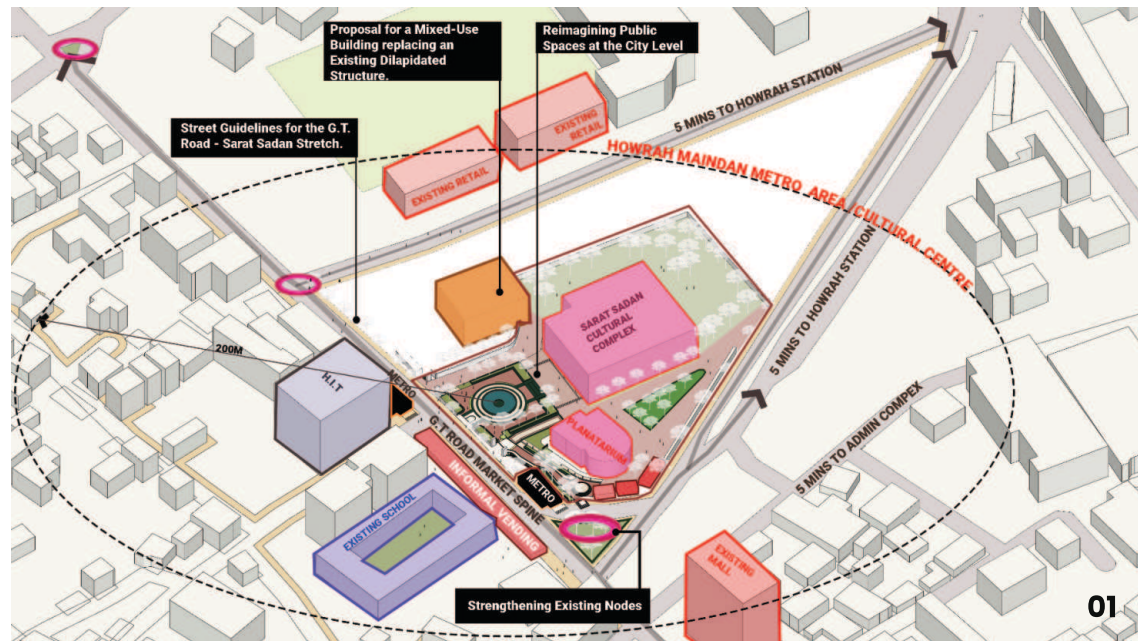 Proposal for a Mixed-Use
Building replacing an
Existing Dilapidated
Structure.
Reimagining Public
Spaces at the City Level
Street Guidelines for the G.T.
Road - Sarat Sadan Stretch.
5 MINS TO HOWRAH STATION
EXISTING
RETAIL
EXISTING RETAIL
HOWRAH MAINDAN METRO AREA /CULTURAL CENTRE
SARAT SADAN
CULTURAL
COMPLEX
5 MINS TO HOWRAH STATION
200M
H.I.T
METRO
G.T ROAD MARKET SPINE
PLANATARIUM
5 MINS TO ADMIN COMPEX
INFORMAL VENDING
METRO
EXISTING SCHOOL
EXISTING
MALL
Strengthening Existing Nodes
01